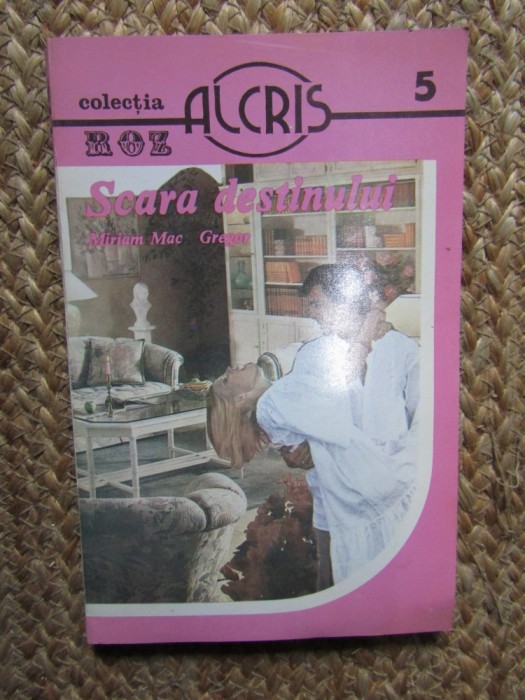 colecția
ROZ
ALCRIS
5
Scara destinului
Miriam Mac Gregor